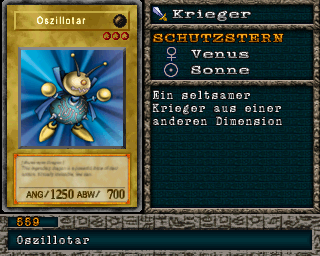 Oszillotar
ANG/ 1250 ABW/ 700
Krieger
SCHUTZSTERN
Venus
Sonne
Ein seltsamer
Krieger aus einer
anderen Dimension
559
Oszillotar